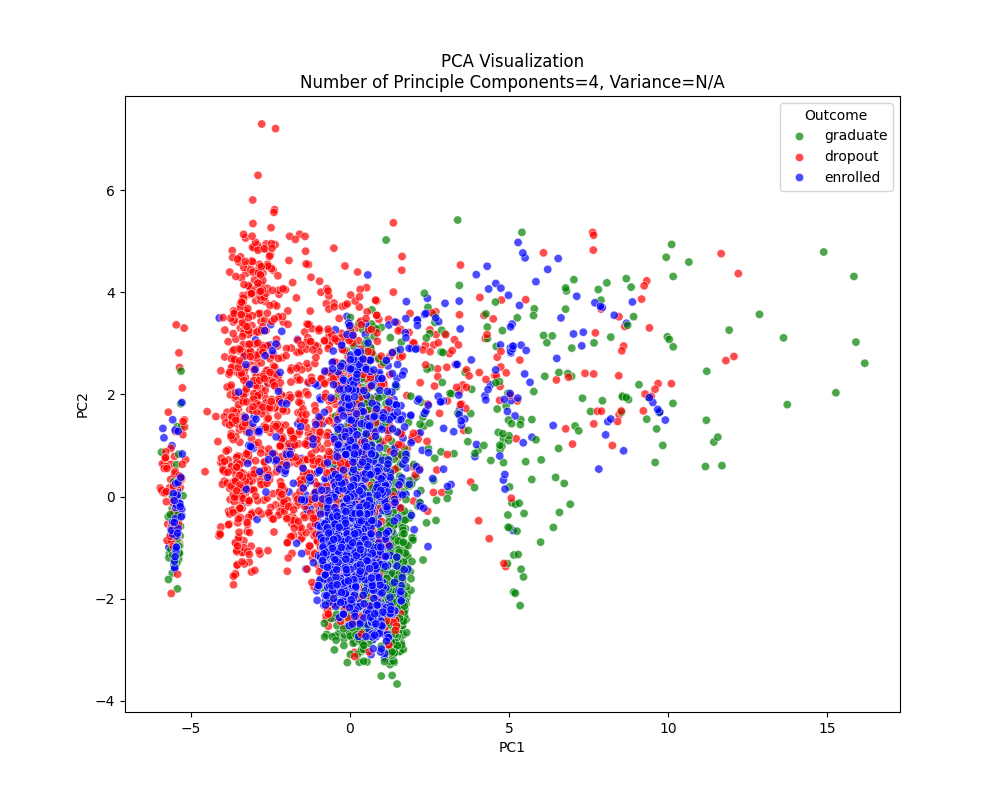 PCA Visualization
Number of Principle Components=4, Variance=N/A
Outcome
graduate
dropout
enrolled
6
4
2
0
−2
−4
PC2
−5
0
5
10
15
PC1